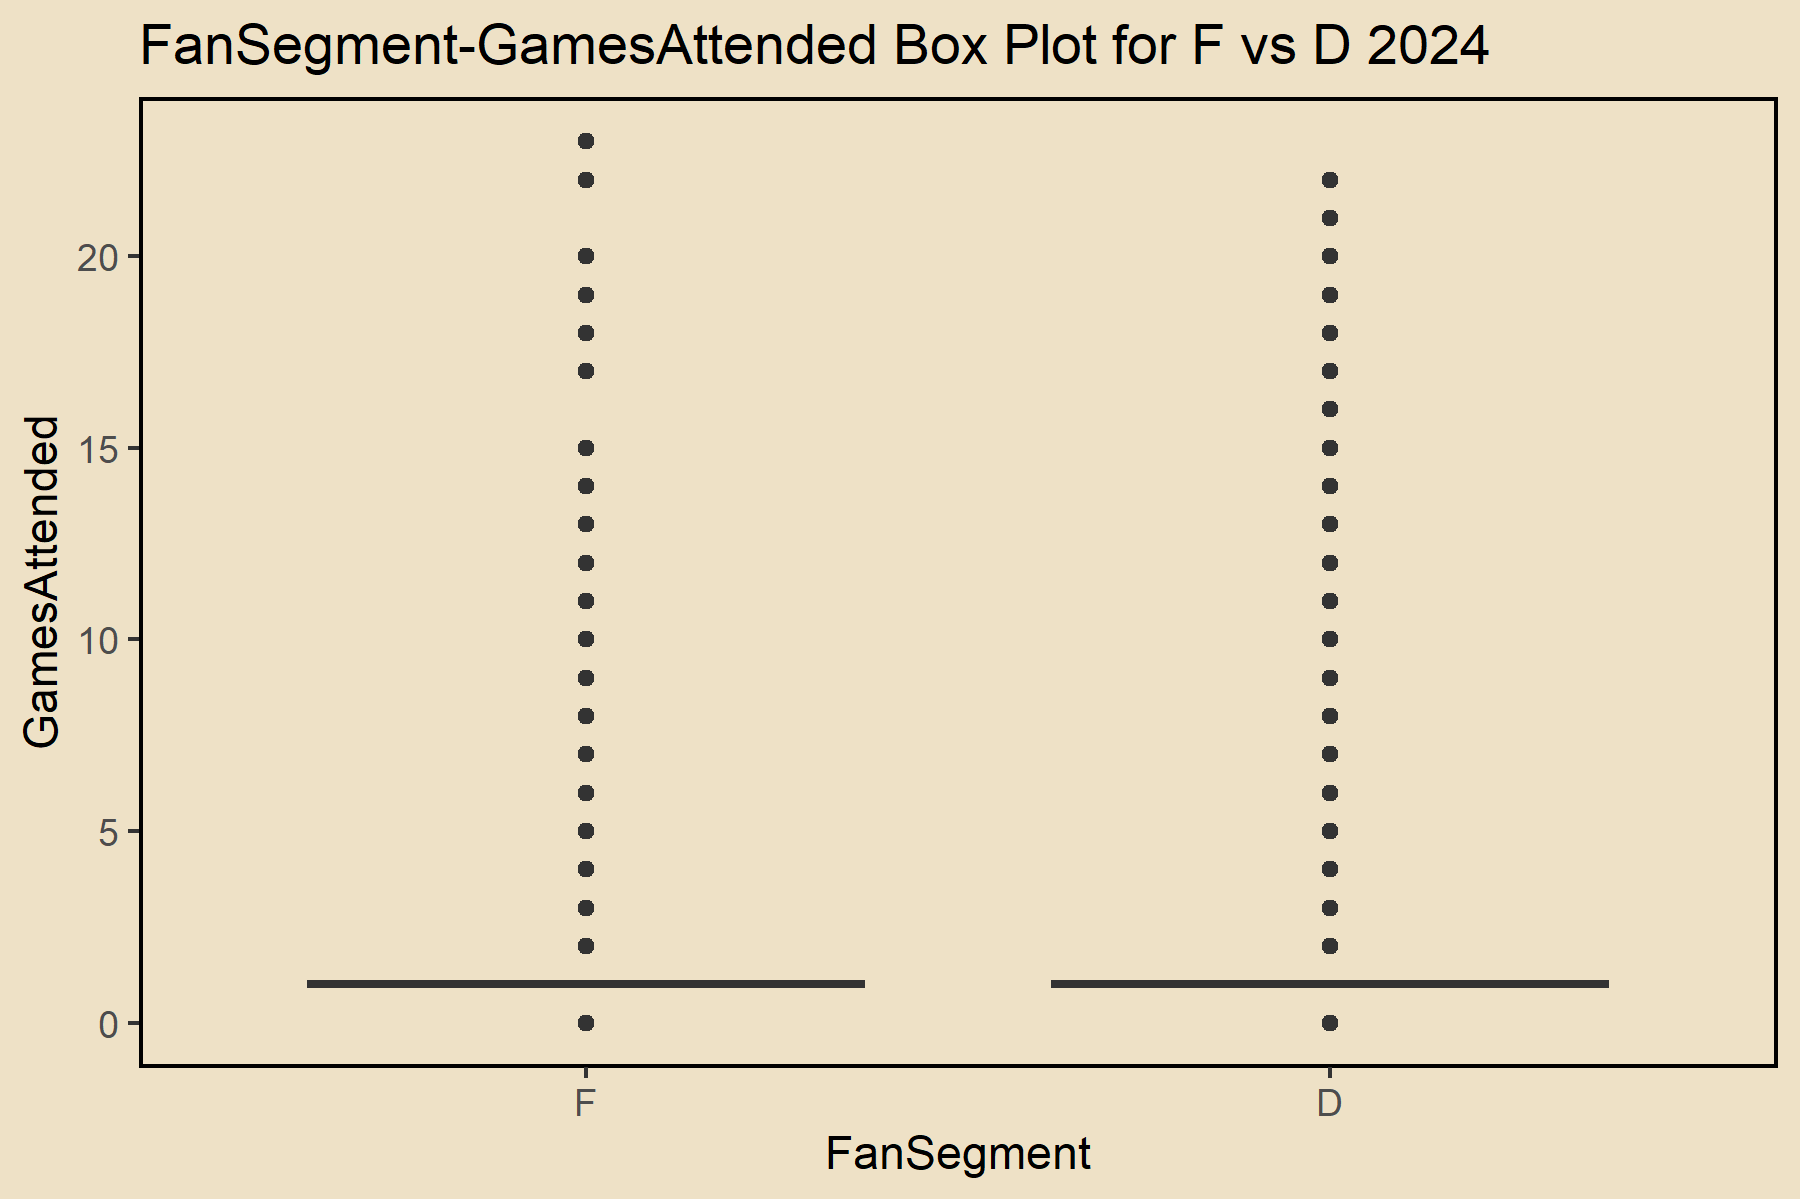 FanSegment-GamesAttended Box Plot for F vs D 2024
GamesAttended
20
15
10
5
0
F
D
FanSegment